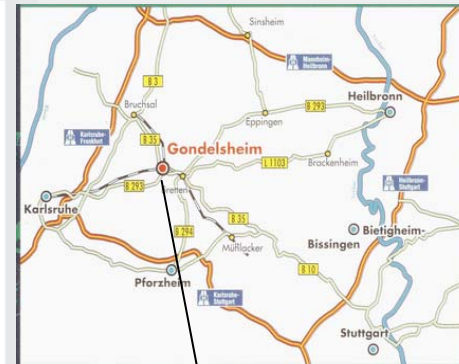 Sinsheim
Mannheim-
Heilbronn
B 3
Bruchsal
Heilbronn
B 293
Karlsruhe-
Frankfurt
B 35
Eppingen
Gondelsheim
L 1103
Brackenheim
Heilbronn-
Stuttgart
B 293
Bretten
Karlsruhe
B 35
B 294
Mühlacker
Bissingen
Bietigheim-
B 10
Pforzheim
Karlsruhe-
Stuttgart
Stuttgart